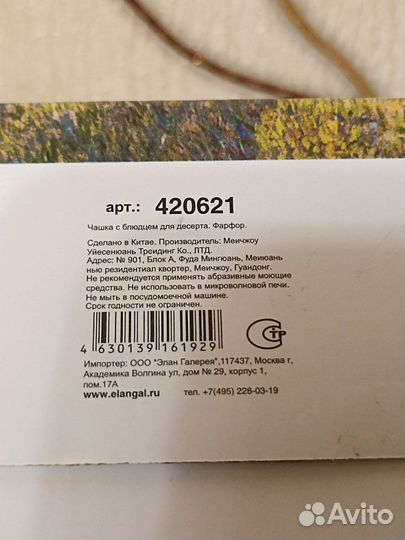 арт.: 420621
Чашка с блюдцем для десерта. Фарфор.
Сделано в Китае. Производитель: Меичжоу
Уйесеньюань Треидинг Ко., ЛТД.
Адрес: № 901, Блок А, Фуда Мингюань, Меиюань
нью резидентиал квортер, Меичжоу, Гуандонг.
Не рекомендуется применять абразивные моющие
средства. Не использовать в микроволновой печи.
Не мыть в посудомоечной машине.
Срок годности не ограничен.
4 630139 161929
СТР
Импортер: ООО "Элан Галерея",117437, Москва г,
Академика Волгина ул, дом № 29, корпус 1,
пом.17А
www.elangal.ru тел. +7(495) 228-03-19
Avito